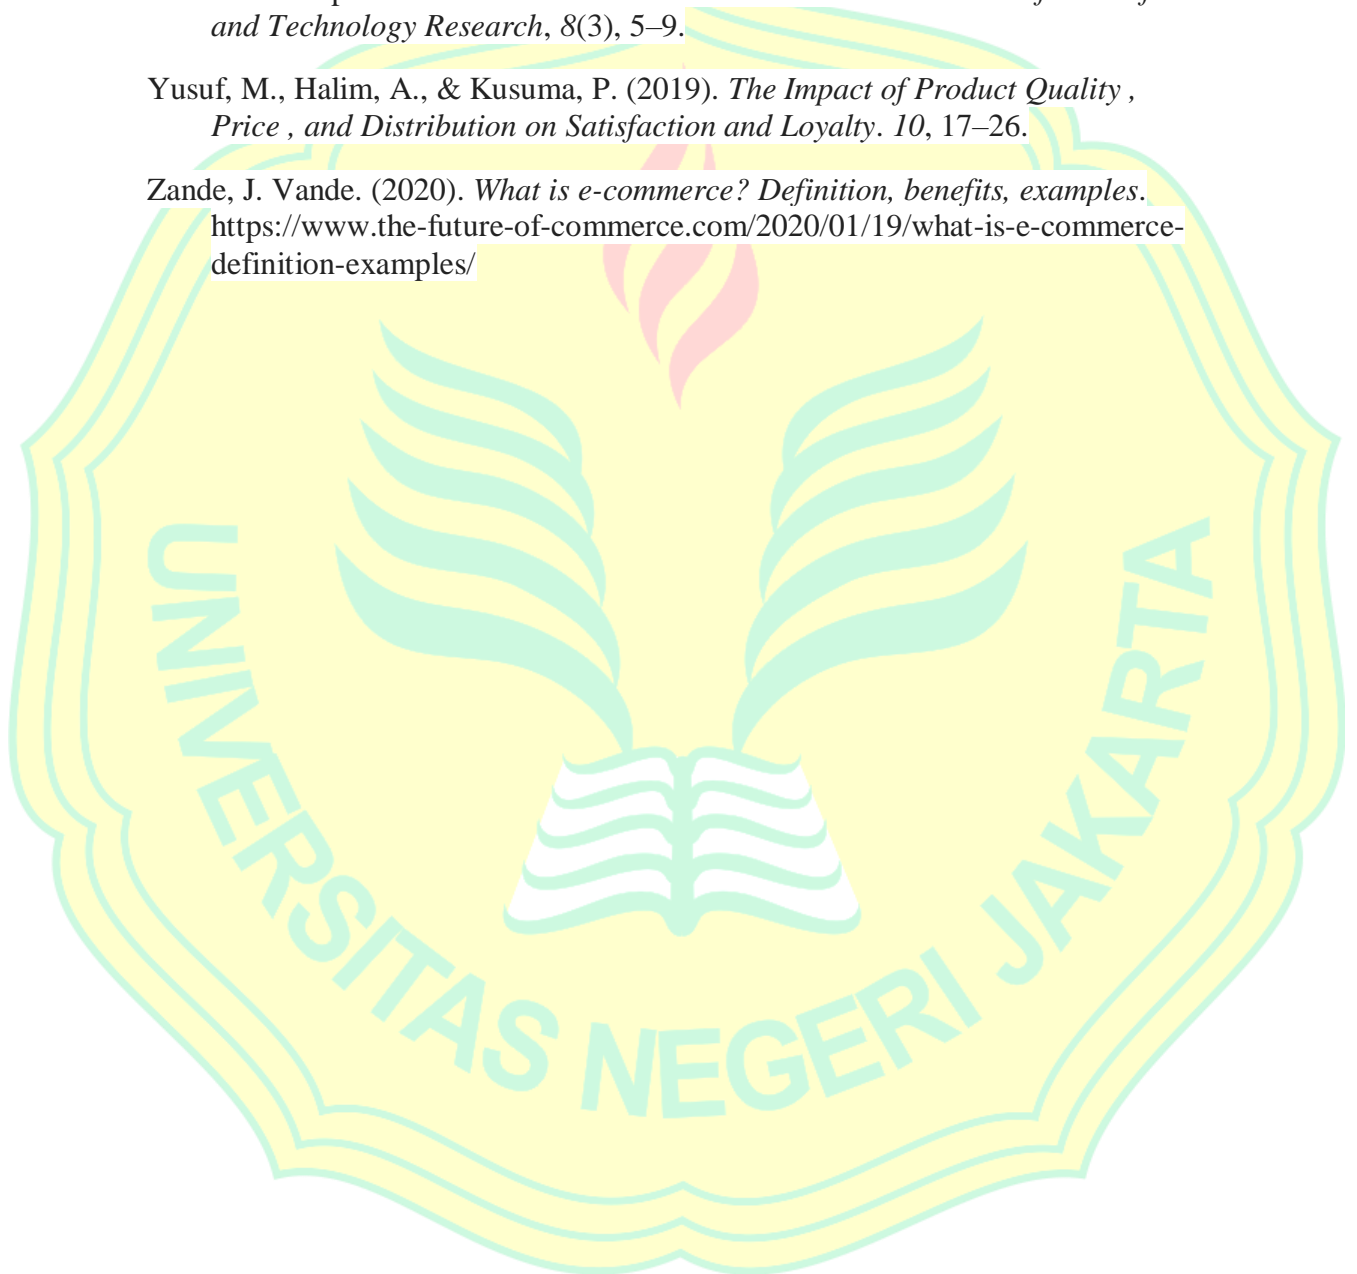 and Technology Research, 8(3), 5–9.
Yusuf, M., Halim, A., & Kusuma, P. (2019). The Impact of Product Quality ,
Price , and Distribution on Satisfaction and Loyalty. 10, 17–26.
Zande, J. Vande. (2020). What is e-commerce? Definition, benefits, examples.
https://www.the-future-of-commerce.com/2020/01/19/what-is-e-commerce-
definition-examples/
UNIVERSITAS NEGERI JAKARTA